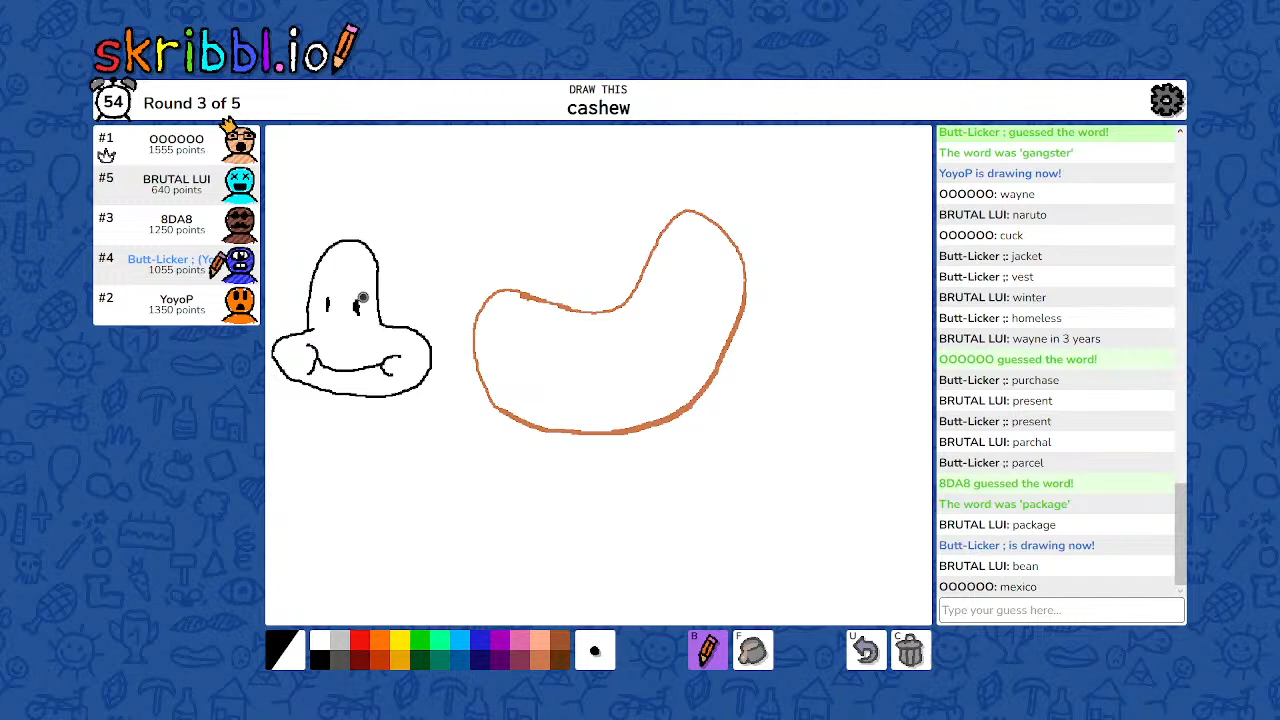 skribbl.io
54
Round 3 of 5
DRAW THIS
cashew
#1
OOOOOO
1555 points
#5
BRUTAL LUI
640 points
#3
8DA8
1250 points
#4
Butt-Licker ; (Yo
1055 points
#2
YoyoP
1350 points
Butt-Licker ; guessed the word!
The word was 'gangster'
YoyoP is drawing now!
OOOOOO: wayne
BRUTAL LUI: naruto
OOOOOO: cuck
Butt-Licker ;: jacket
Butt-Licker ;: vest
BRUTAL LUI: winter
Butt-Licker ;: homeless
BRUTAL LUI: wayne in 3 years
OOOOOO guessed the word!
Butt-Licker ;: purchase
BRUTAL LUI: present
Butt-Licker ;: present
BRUTAL LUI: parchal
Butt-Licker ;: parcel
8DA8 guessed the word!
The word was 'package'
BRUTAL LUI: package
Butt-Licker ; is drawing now!
BRUTAL LUI: bean
OOOOOO: mexico
Type your guess here...
B
F
U
C